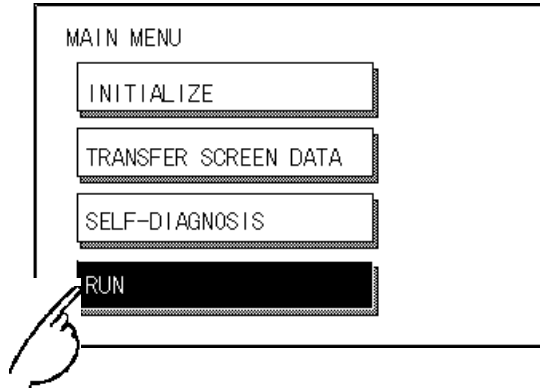 MAIN MENU
INITIALIZE
TRANSFER SCREEN DATA
SELF-DIAGNOSIS
RUN